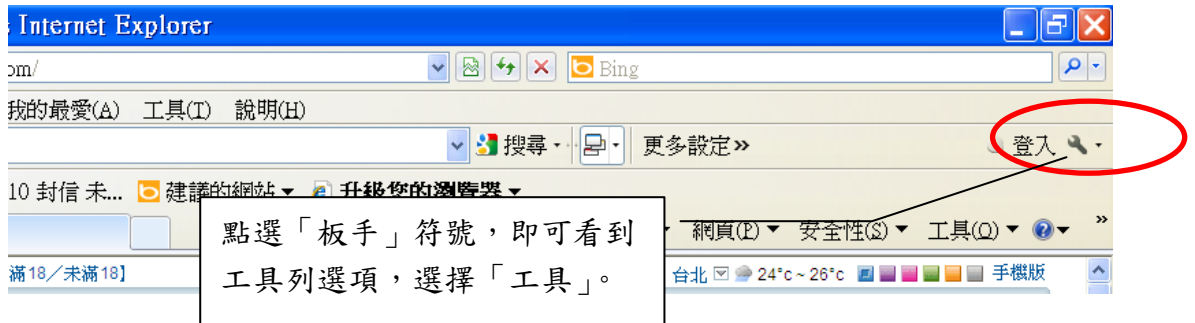 Internet Explorer
om/
Bing
我的最愛(A) 工具(T) 說明(H)
搜尋 更多設定» 登入
10 封信 未... 建議的網站 升級您的瀏覽器
網頁(P) 安全性(S) 工具(O) »
點選「板手」符號,即可看到
工具列選項,選擇「工具」。
滿18/未滿18】 台北 24°c~26°c 手機版